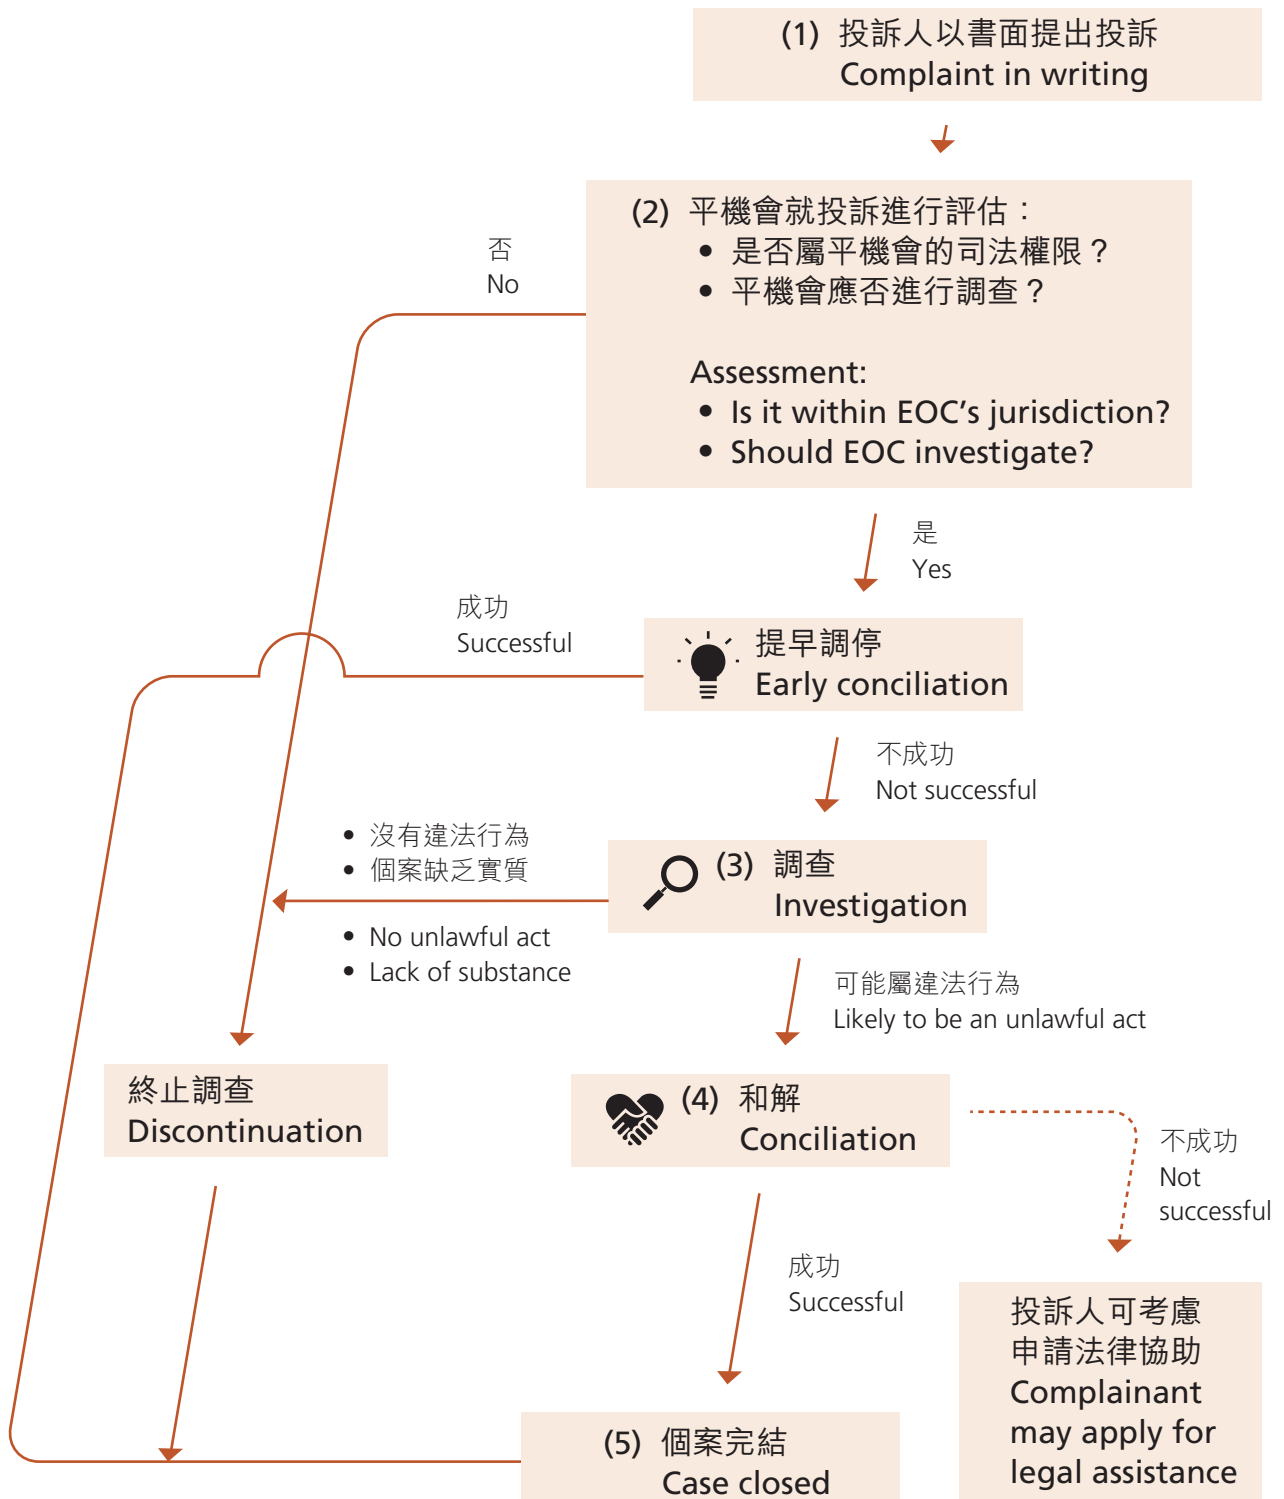 (1) 投訴人以書面提出投訴
Complaint in writing
(2) 平機會就投訴進行評估：
• 是否屬平機會的司法權限？
• 平機會應否進行調查？
Assessment:
• Is it within EOC's jurisdiction?
• Should EOC investigate?
否
No
是
Yes
成功
Successful
提早調停
Early conciliation
不成功
Not successful
• 沒有違法行為
• 個案缺乏實質
• No unlawful act
• Lack of substance
(3) 調查
Investigation
可能屬違法行為
Likely to be an unlawful act
終止調查
Discontinuation
(4) 和解
Conciliation
不成功
Not
successful
成功
Successful
投訴人可考慮
申請法律協助
Complainant
may apply for
legal assistance
(5) 個案完結
Case closed